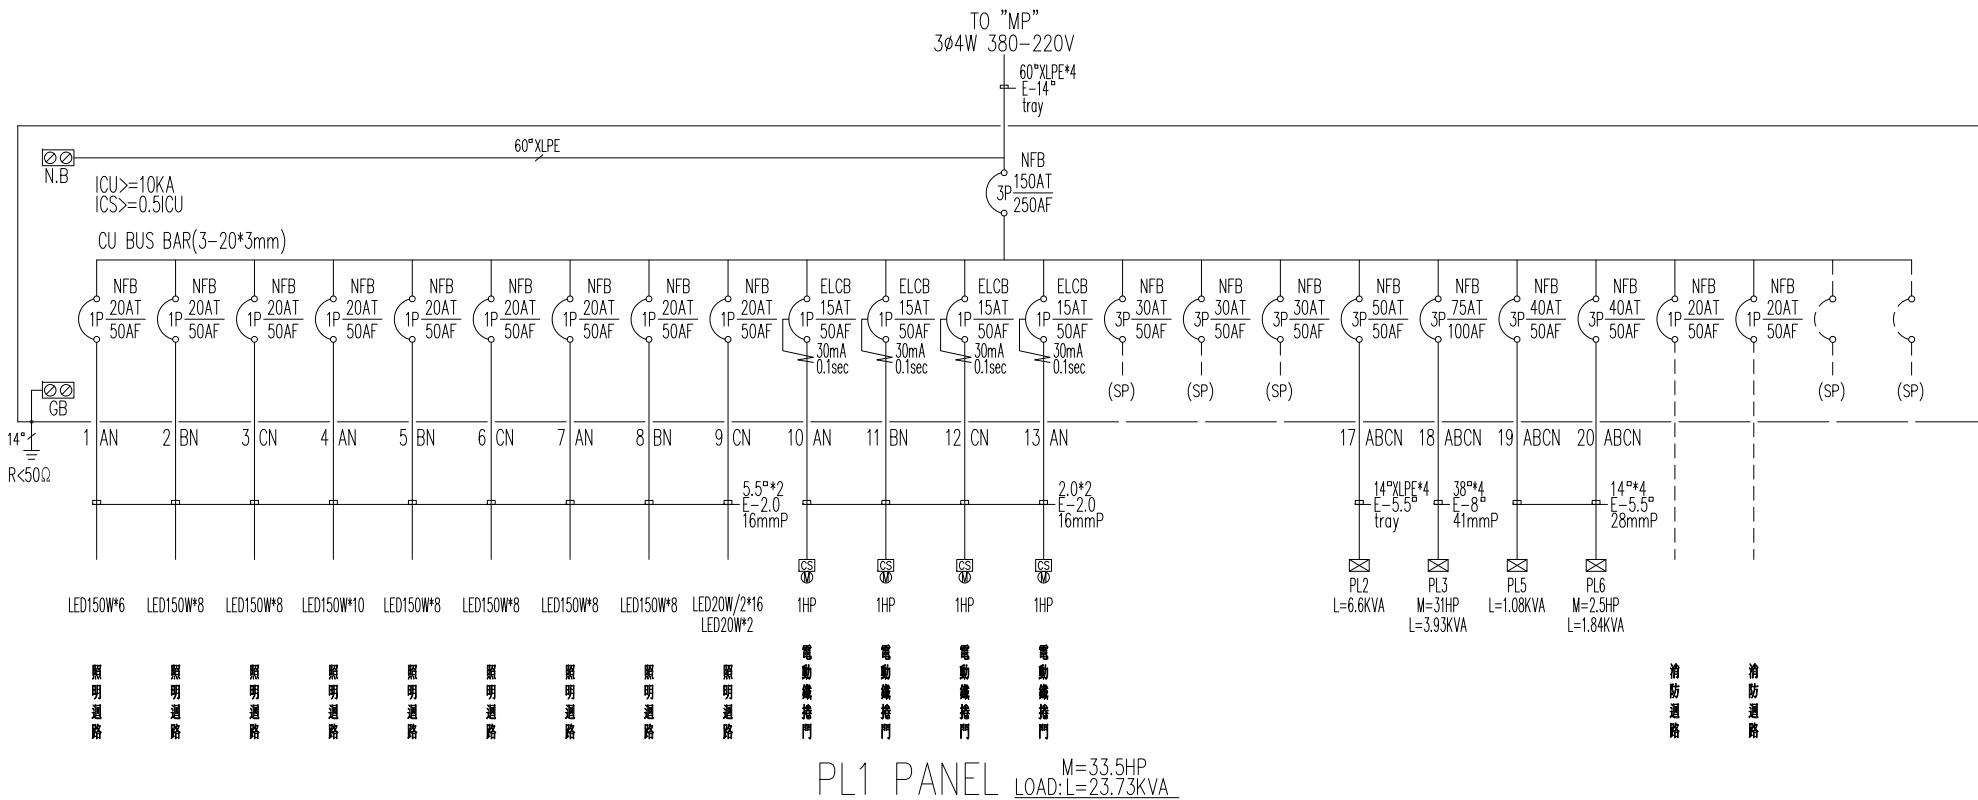 TO "MP"
3ø4W 380-220V
60□XLPE*4
E-14□
tray
60□XLPE
N.B
ICU>=10KA
ICS>=0.5ICU
NFB
3P 150AT
250AF
CU BUS BAR(3-20*3mm)
NFB NFB NFB NFB NFB NFB NFB NFB NFB ELCB ELCB ELCB ELCB NFB NFB NFB NFB NFB NFB NFB NFB NFB
20AT 20AT 20AT 20AT 20AT 20AT 20AT 20AT 20AT 15AT 15AT 15AT 15AT 30AT 30AT 30AT 50AT 75AT 40AT 40AT 20AT 20AT
1P 1P 1P 1P 1P 1P 1P 1P 1P 1P 1P 1P 1P 3P 3P 3P 3P 3P 3P 3P 1P 1P
50AF 50AF 50AF 50AF 50AF 50AF 50AF 50AF 50AF 50AF 50AF 50AF 50AF 50AF 50AF 50AF 50AF 100AF 50AF 50AF 50AF 50AF
30mA 30mA 30mA 30mA
0.1sec 0.1sec 0.1sec 0.1sec
(SP) (SP) (SP) (SP) (SP)
GB
14□
R<50Ω
1 AN 2 BN 3 CN 4 AN 5 BN 6 CN 7 AN 8 BN 9 CN 10 AN 11 BN 12 CN 13 AN 17 ABCN 18 ABCN 19 ABCN 20 ABCN
5.5□*2
E-2.0
16mmP
2.0*2
E-2.0
16mmP
14□XLPE*4
E-5.5□
tray
38□*4
E-8□
41mmP
14□*4
E-5.5□
28mmP
CS CS CS CS
M M M M
LED150W*6 LED150W*8 LED150W*8 LED150W*10 LED150W*8 LED150W*8 LED150W*8 LED150W*8 LED20W/2*16
LED20W*2
1HP 1HP 1HP 1HP
PL2
L=6.6KVA
PL3
M=31HP
L=3.93KVA
PL5
L=1.08KVA
PL6
M=2.5HP
L=1.84KVA
照明迴路
照明迴路
照明迴路
照明迴路
照明迴路
照明迴路
照明迴路
照明迴路
照明迴路
電動鐵捲門
電動鐵捲門
電動鐵捲門
電動鐵捲門
消防迴路
消防迴路
PL1 PANEL
M=33.5HP
LOAD:L=23.73KVA